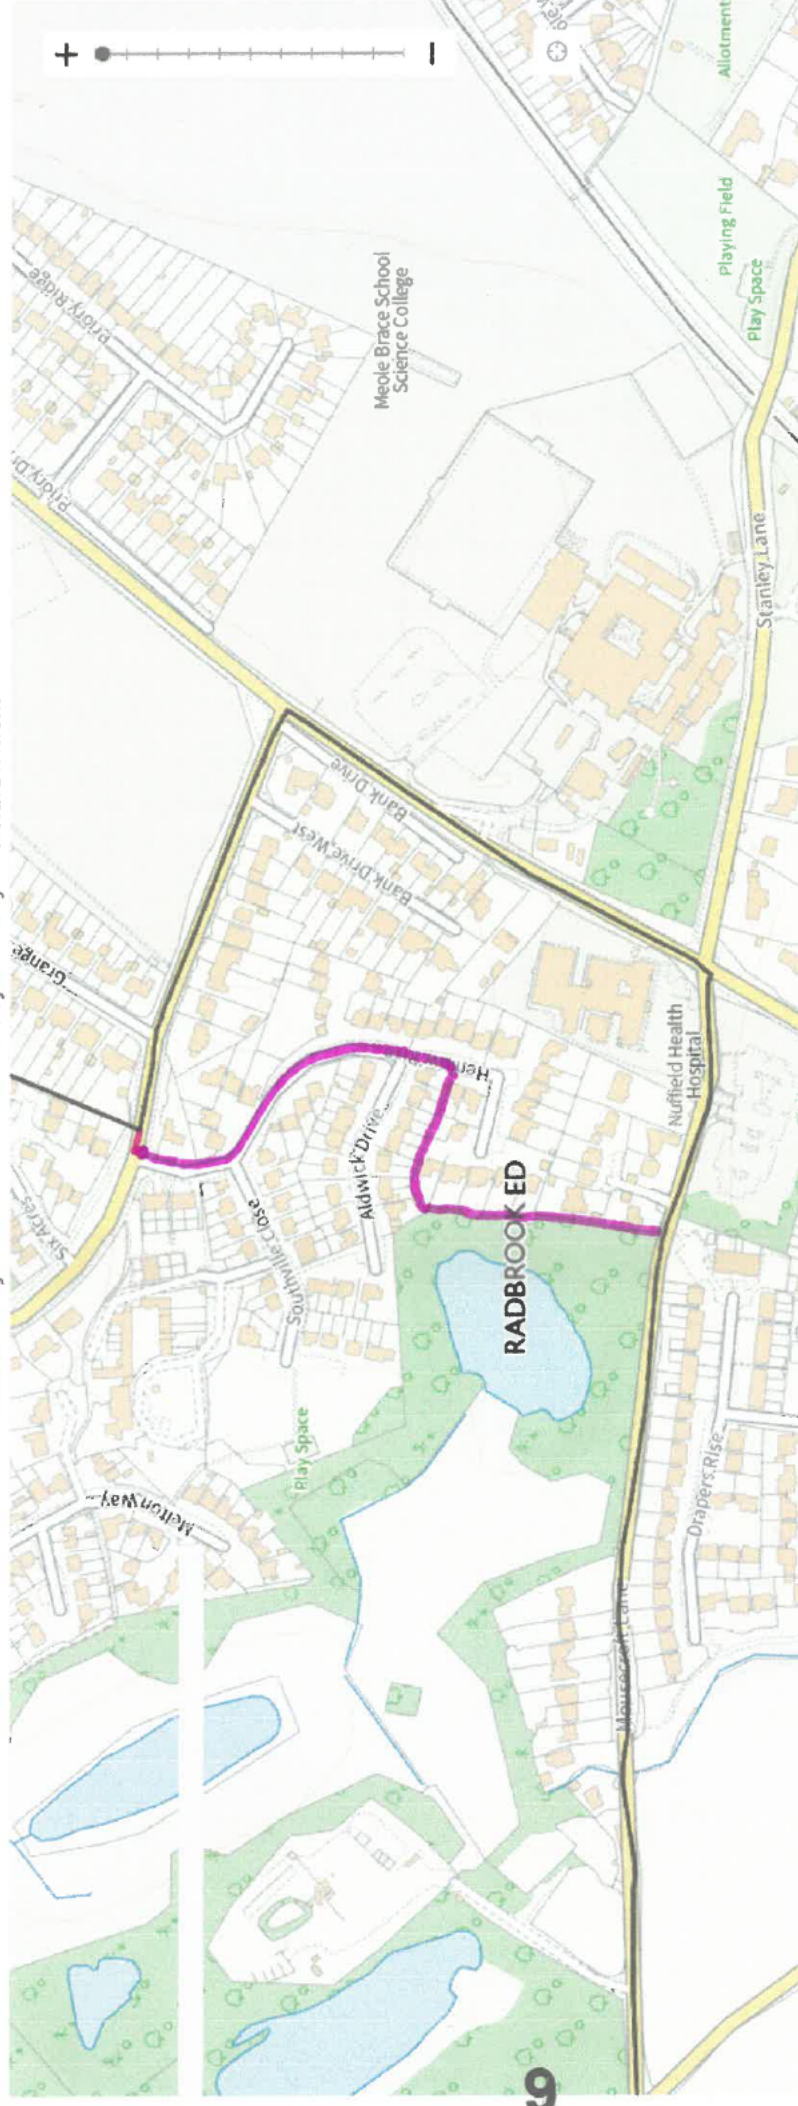 +
−
Allotment
Playing Field
Play Space
Priory Ridge
Priory Dr
Meole Brace School
Science College
Stanley Lane
Bank Drive
Bank Drive West
Grange
Nuffield Health
Hospital
Aldwick Drive
Six Acres
Southville Close
RADBROOK ED
Play Space
Melton Way
Drapers Rise
Mousecroft Lane
9